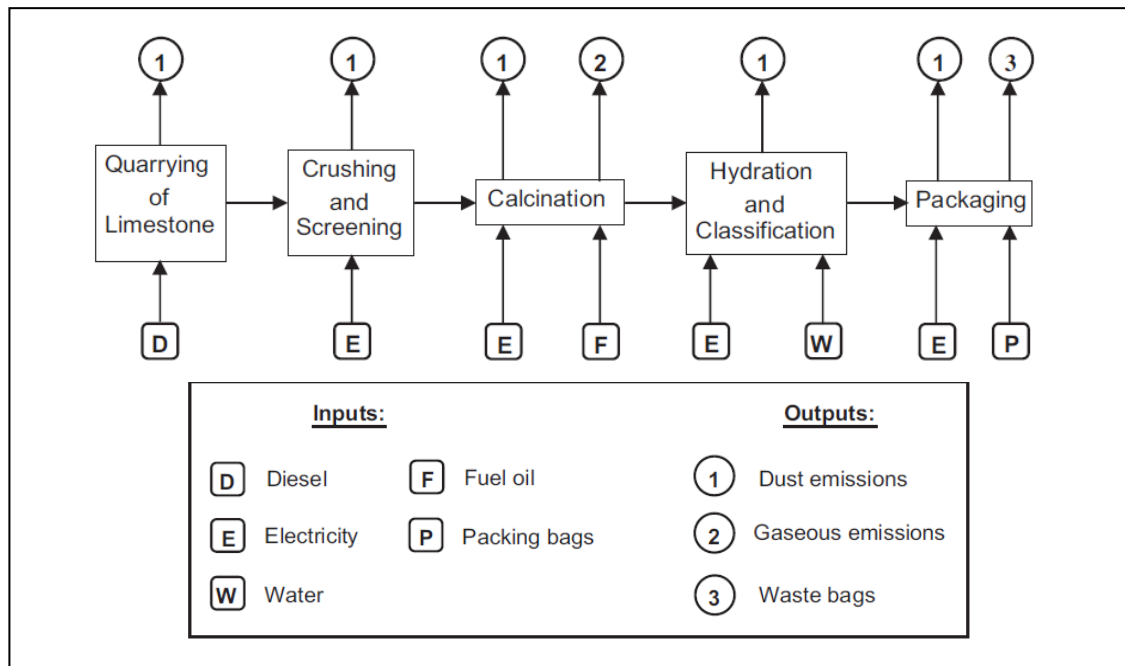 1 1 1 2 1 1 3
Quarrying
of
Limestone
Crushing
and
Screening
Calcination
Hydration
and
Classification
Packaging
D E E F E W E P
Inputs: Outputs:
D Diesel F Fuel oil 1 Dust emissions
E Electricity P Packing bags 2 Gaseous emissions
W Water 3 Waste bags